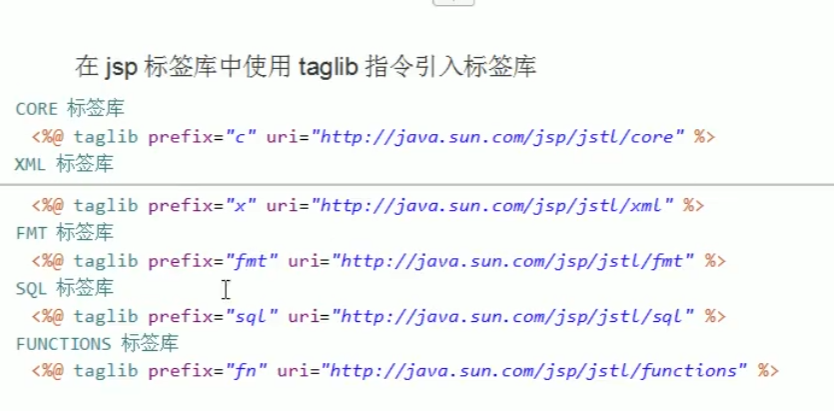 在 jsp 标签库中使用 taglib 指令引入标签库
CORE 标签库
<%@ taglib prefix="c" uri="http://java.sun.com/jsp/jstl/core" %>
XML 标签库
<%@ taglib prefix="x" uri="http://java.sun.com/jsp/jstl/xml" %>
FMT 标签库
<%@ taglib prefix="fmt" uri="http://java.sun.com/jsp/jstl/fmt" %>
SQL 标签库
<%@ taglib prefix="sql" uri="http://java.sun.com/jsp/jstl/sql" %>
FUNCTIONS 标签库
<%@ taglib prefix="fn" uri="http://java.sun.com/jsp/jstl/functions" %>